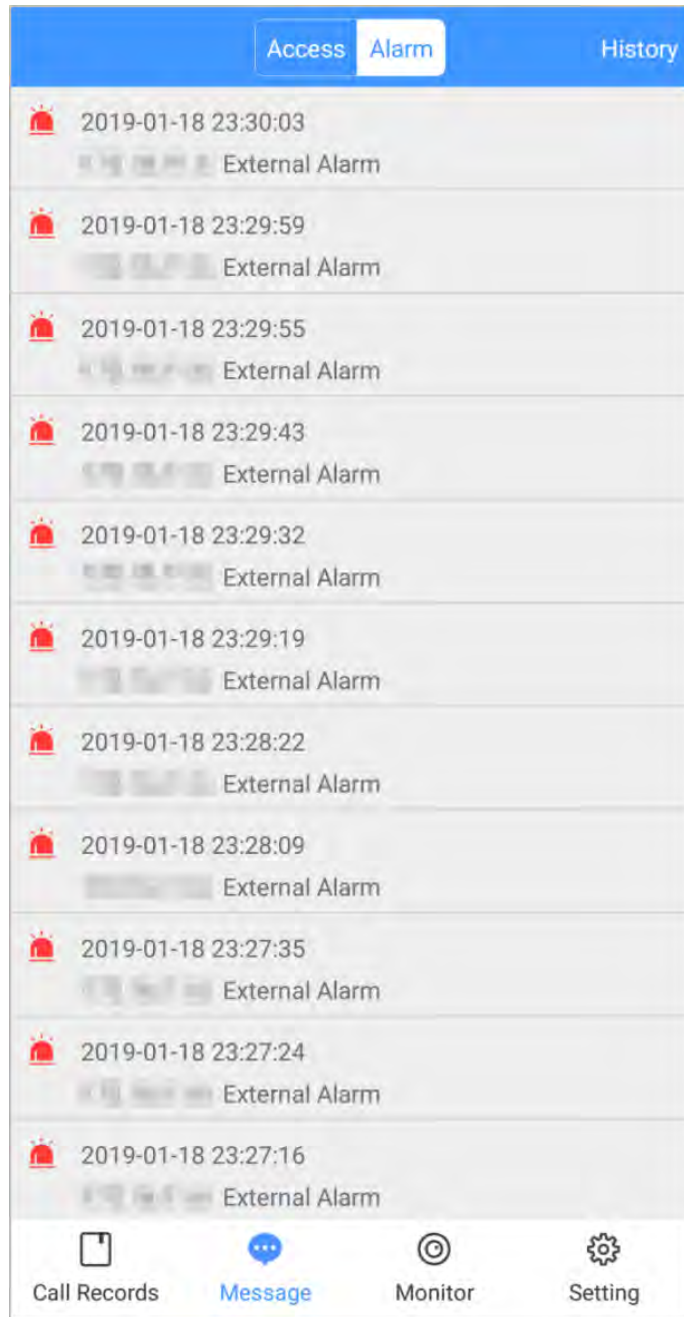 Access Alarm History
2019-01-18 23:30:03
External Alarm
2019-01-18 23:29:59
External Alarm
2019-01-18 23:29:55
External Alarm
2019-01-18 23:29:43
External Alarm
2019-01-18 23:29:32
External Alarm
2019-01-18 23:29:19
External Alarm
2019-01-18 23:28:22
External Alarm
2019-01-18 23:28:09
External Alarm
2019-01-18 23:27:35
External Alarm
2019-01-18 23:27:24
External Alarm
2019-01-18 23:27:16
External Alarm
Call Records Message Monitor Setting